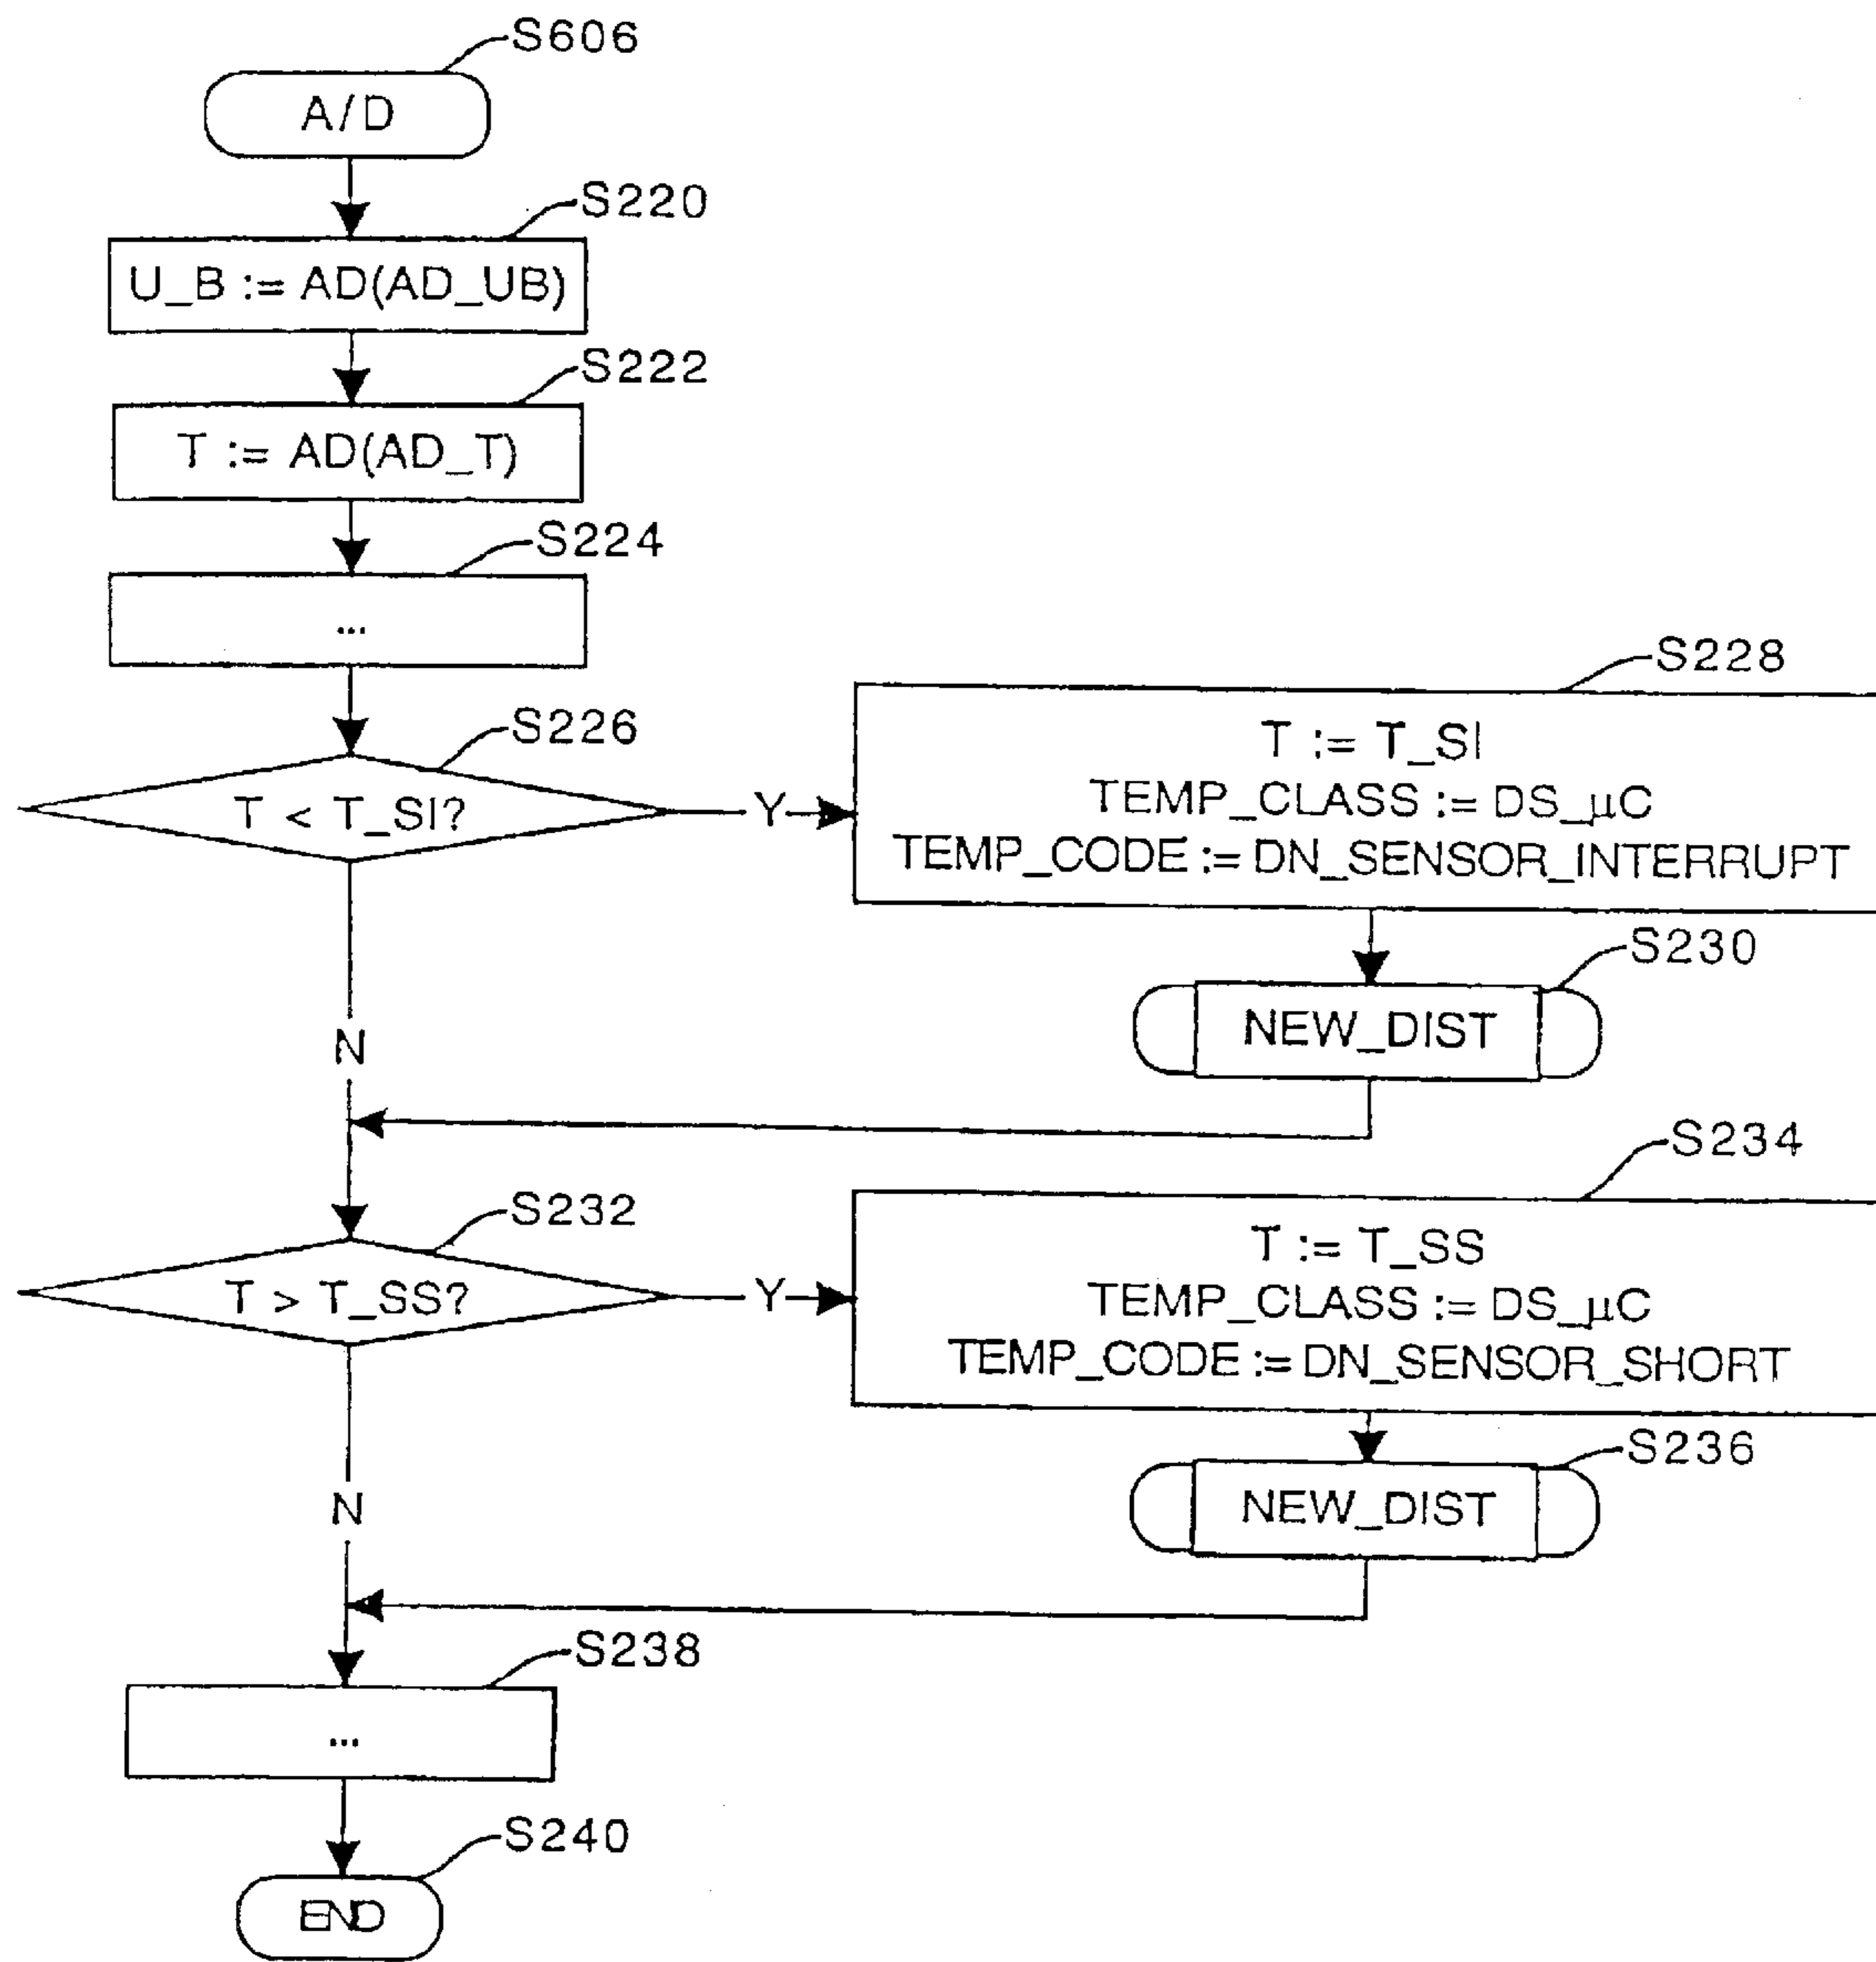 S606
A/D
S220
U_B := AD(AD_UB)
S222
T := AD(AD_T)
S224
...
S226
T < T_SI?
Y
N
S228
T := T_SI
TEMP_CLASS := DS_μC
TEMP_CODE := DN_SENSOR_INTERRUPT
S230
NEW_DIST
S232
T > T_SS?
Y
N
S234
T := T_SS
TEMP_CLASS := DS_μC
TEMP_CODE := DN_SENSOR_SHORT
S236
NEW_DIST
S238
...
S240
END